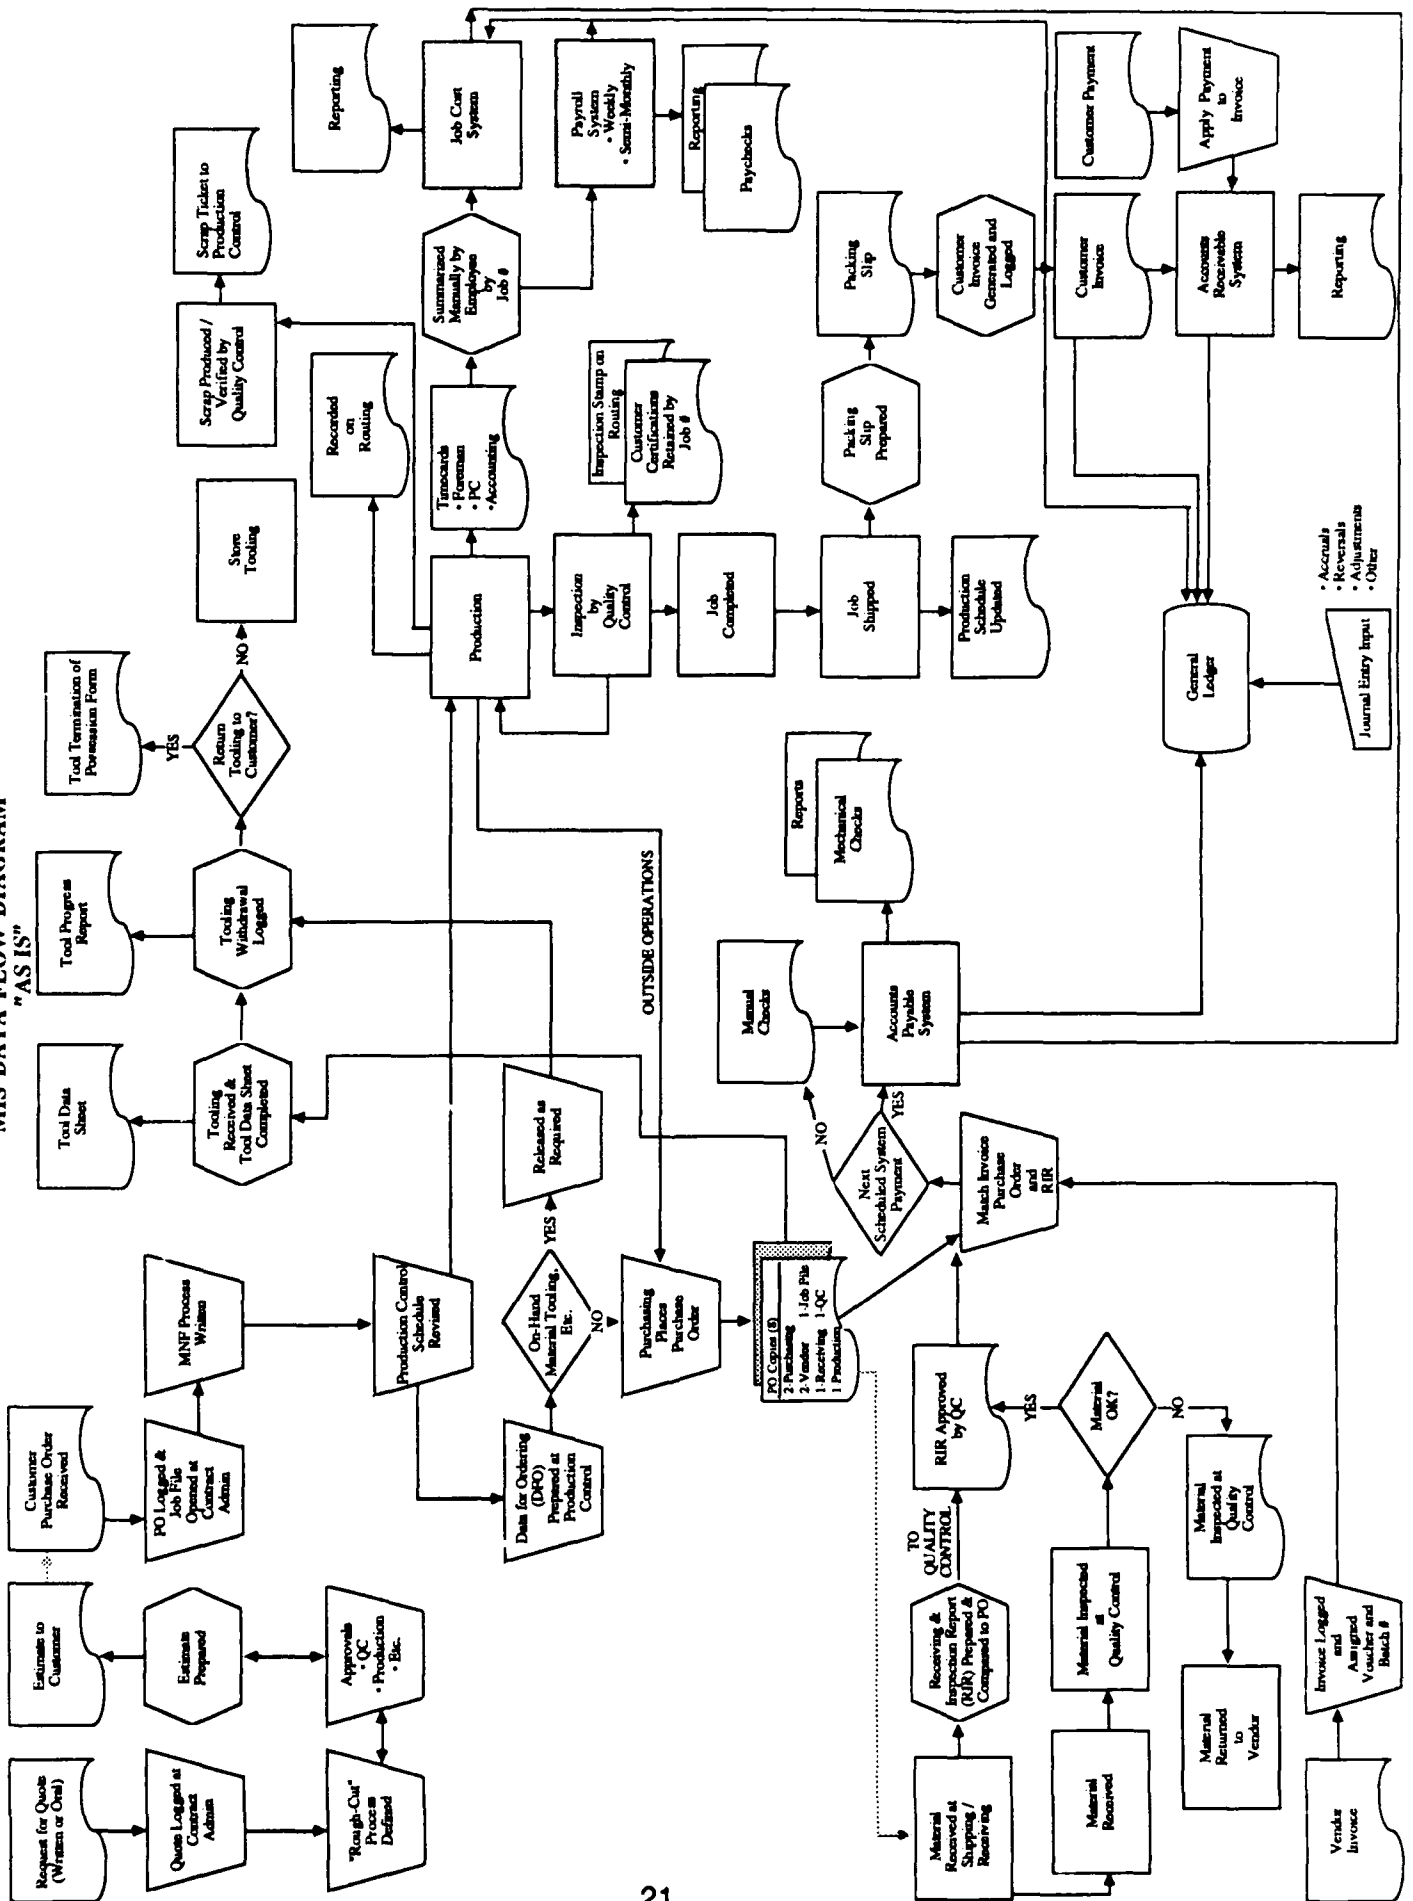 MIS DATA FLOW DIAGRAM
"AS IS"
Request for Quote
(Written or Oral)
Quote Logged at
Contract
Admin
"Rough-Cut"
Process
Defined
Approvals
• QC
• Production
• Etc.
Estimate
Prepared
Estimate to
Customer
Customer
Purchase Order
Received
PO Logged &
Job File
Opened at
Contract
Admin
MNF Process
Written
Production Control
Schedule
Revised
Data for Ordering
(DFO)
Prepared at
Production
Control
On-Hand
Material Tooling,
Etc.
YES
NO
Released as
Required
Purchasing
Places
Purchase
Order
PO Copies (8)
2-Purchasing
2-Vendor
1-Receiving
1 Production
1-Job File
1-QC
Tool Data
Sheet
Tooling
Received &
Tool Data Sheet
Completed
Tool Progress
Report
Tooling
Withdrawal
Logged
Tool Termination of
Possession Form
YES
Return
Tooling to
Customer?
NO
Store
Tooling
OUTSIDE OPERATIONS
Production
Recorded
on
Routing
Scrap Produced /
Verified by
Quality Control
Scrap Ticket to
Production
Control
Timecards
• Foreman
• PC
• Accounting
Summarized
Manually by
Employee
by
Job #
Job Cost
System
Reporting
Payroll
System
• Weekly
• Semi-Monthly
Reporting
Paychecks
Inspection
by
Quality
Control
Inspection Stamp on
Routing
Customer
Certifications
Retained by
Job #
Job
Completed
Job
Shipped
Production
Schedule
Updated
Packing
Slip
Prepared
Packing
Slip
Customer
Invoice
Generated and
Logged
Customer
Invoice
Customer Payment
Apply Payment
to
Invoice
Accounts
Receivable
System
Reporting
General
Ledger
Journal Entry Input
• Accruals
• Reversals
• Adjustments
• Other
Material
Received at
Shipping /
Receiving
Receiving &
Inspection Report
(RIR) Prepared &
Compared to PO
TO
QUALITY
CONTROL
RIR Approved
by QC
Material
Received
Material Inspected
at
Quality Control
Material
OK?
YES
NO
Material
Inspected at
Quality
Control
Material
Returned
to
Vendor
Vendor
Invoice
Invoice Logged
and
Assigned
Voucher and
Batch #
Match Invoice
Purchase
Order
and
RIR
Next
Scheduled System
Payment
NO
YES
Manual
Checks
Accounts
Payable
System
Reports
Mechanical
Checks
21